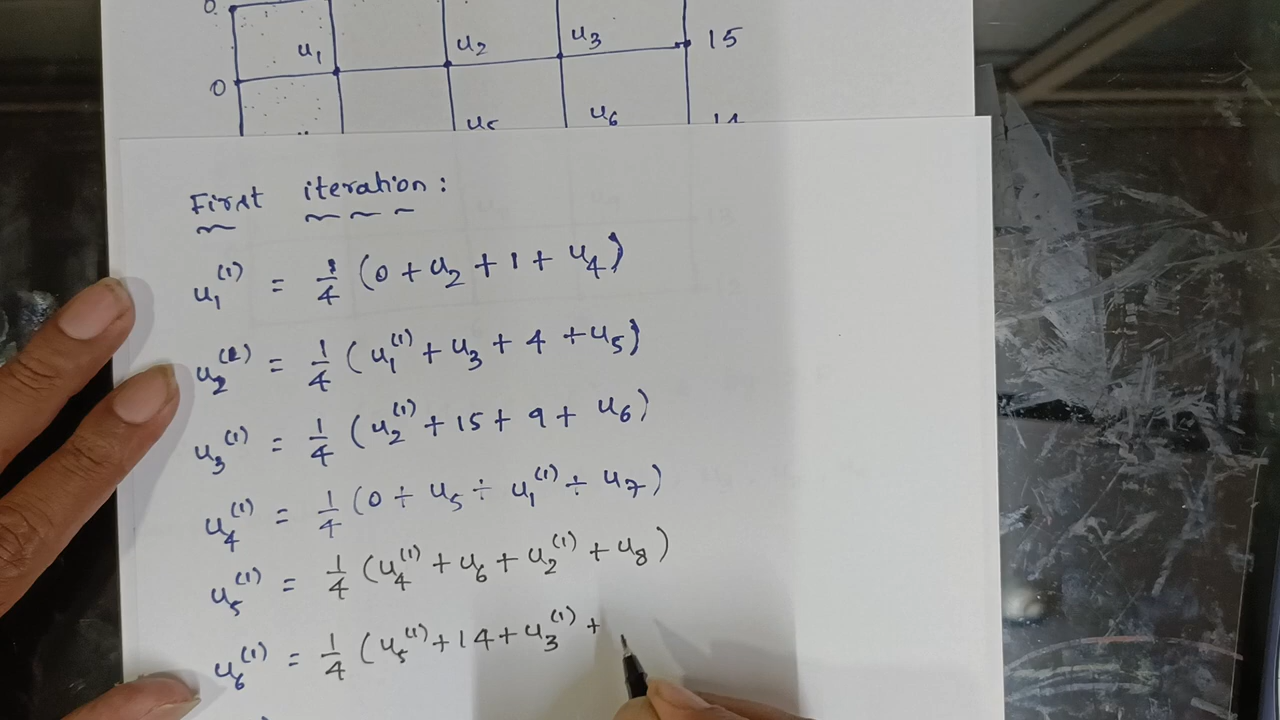 0
u₁ u₂ u₃ 15
0
u₅ u₆ 14
First iteration:
u₁⁽¹⁾ = 1/4 (0 + u₂ + 1 + u₄)
u₂⁽¹⁾ = 1/4 (u₁⁽¹⁾ + u₃ + 4 + u₅)
u₃⁽¹⁾ = 1/4 (u₂⁽¹⁾ + 15 + 9 + u₆)
u₄⁽¹⁾ = 1/4 (0 + u₅ + u₁⁽¹⁾ + u₇)
u₅⁽¹⁾ = 1/4 (u₄⁽¹⁾ + u₆ + u₂⁽¹⁾ + u₈)
u₆⁽¹⁾ = 1/4 (u₅⁽¹⁾ + 14 + u₃⁽¹⁾ +